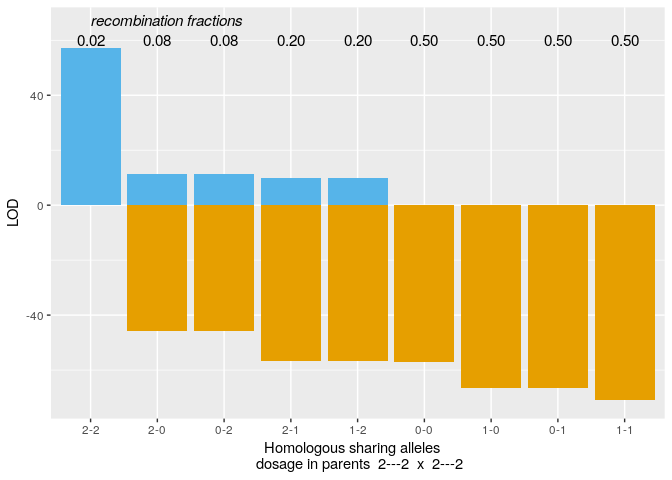 recombination fractions
0.02 0.08 0.08 0.20 0.20 0.50 0.50 0.50 0.50
40
0
-40
LOD
2-2 2-0 0-2 2-1 1-2 0-0 1-0 0-1 1-1
Homologous sharing alleles
dosage in parents 2---2 x 2---2